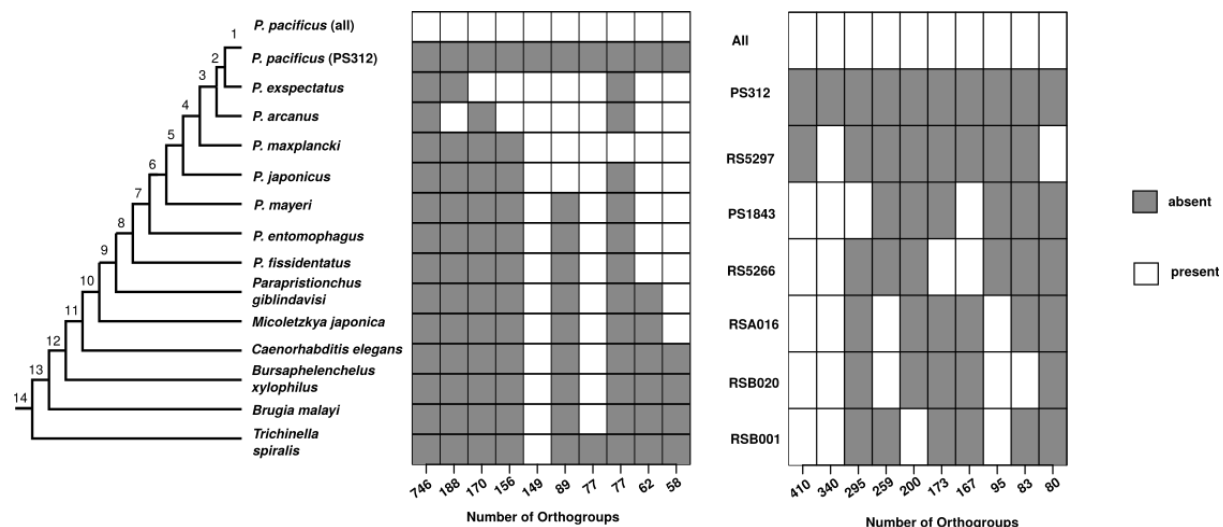 P. pacificus (all)
1
P. pacificus (PS312)
2
P. exspectatus
3
P. arcanus
4
P. maxplancki
5
P. japonicus
6
P. mayeri
7
P. entomophagus
8
P. fissidentatus
9
Parapristionchus
giblindavisi
10
Micoletzkya japonica
11
Caenorhabditis elegans
12
Bursaphelenchelus
xylophilus
13
Brugia malayi
14
Trichinella
spiralis
746 188 170 156 149 89 77 77 62 58
Number of Orthogroups
All
PS312
RS5297
PS1843
RS5266
RSA016
RSB020
RSB001
410 340 295 259 200 173 167 95 83 80
Number of Orthogroups
absent
present